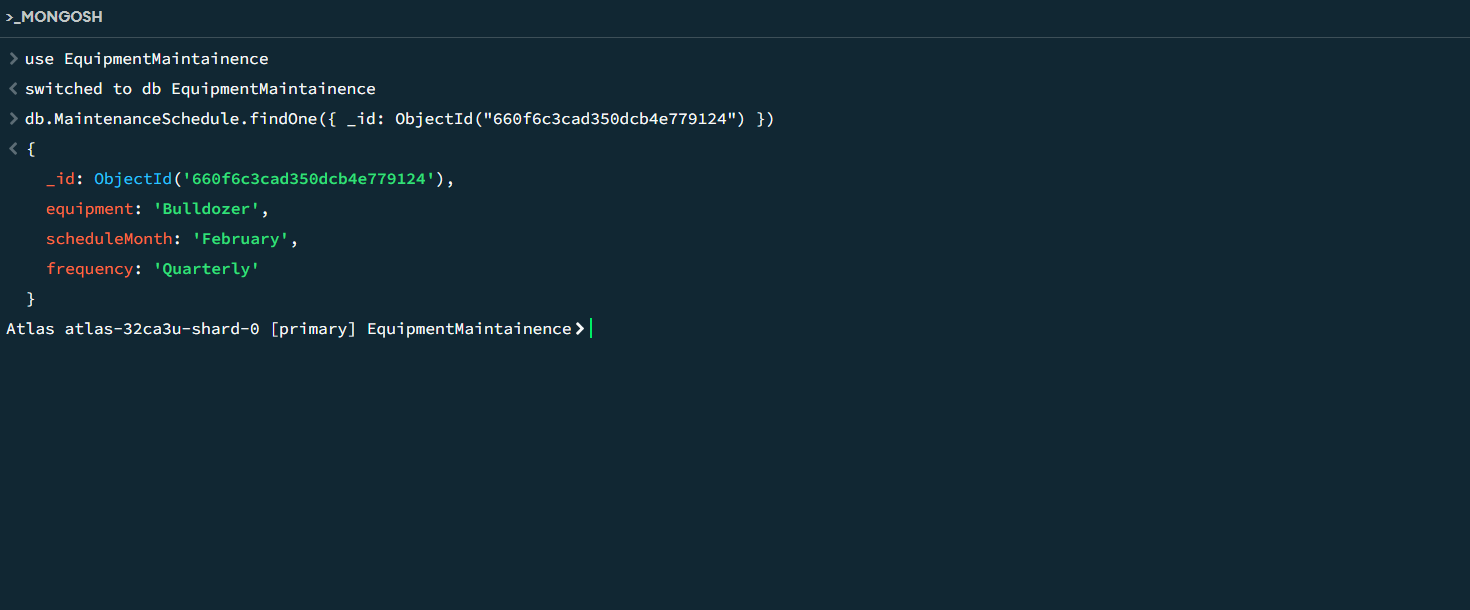 >_MONGOSH
> use EquipmentMaintainence
< switched to db EquipmentMaintainence
> db.MaintenanceSchedule.findOne({ _id: ObjectId("660f6c3cad350dcb4e779124") })
< {
_id: ObjectId('660f6c3cad350dcb4e779124'),
equipment: 'Bulldozer',
scheduleMonth: 'February',
frequency: 'Quarterly'
}
Atlas atlas-32ca3u-shard-0 [primary] EquipmentMaintainence>